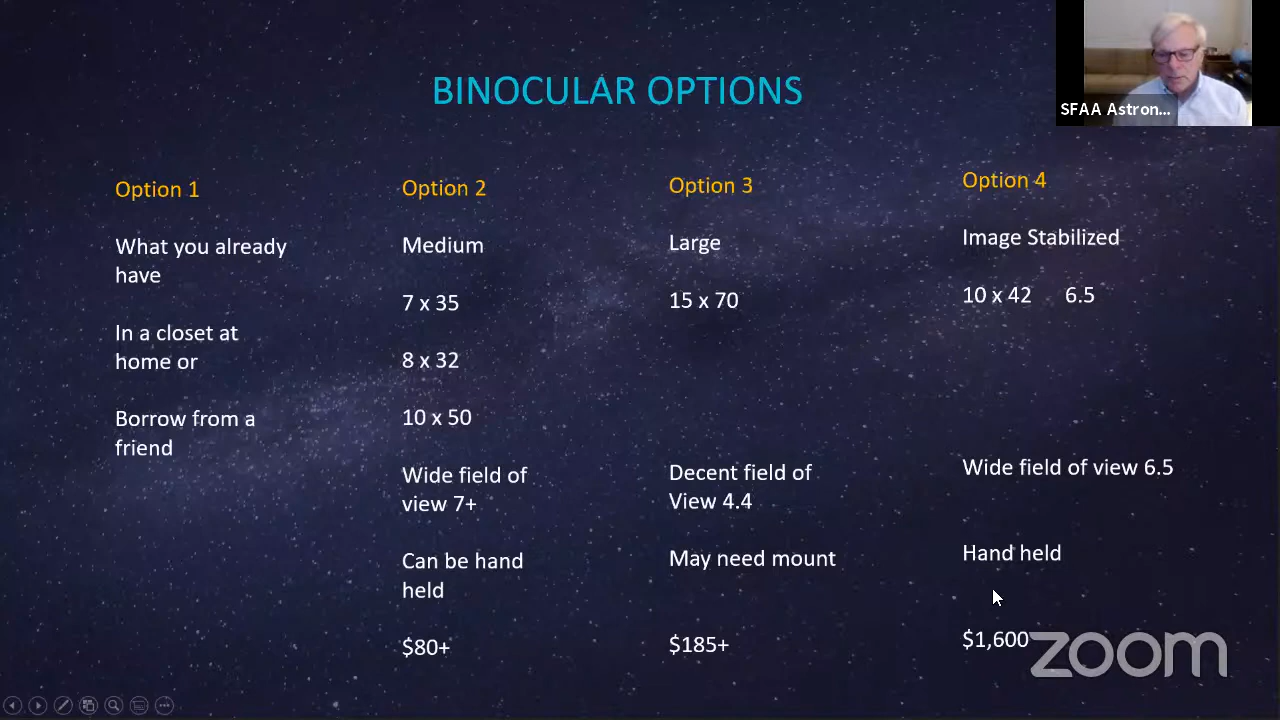 BINOCULAR OPTIONS
SFAA Astron...
Option 1
What you already
have
In a closet at
home or
Borrow from a
friend
Option 2
Medium
7 x 35
8 x 32
10 x 50
Wide field of
view 7+
Can be hand
held
$80+
Option 3
Large
15 x 70
Decent field of
View 4.4
May need mount
$185+
Option 4
Image Stabilized
10 x 42 6.5
Wide field of view 6.5
Hand held
$1,600
zoom